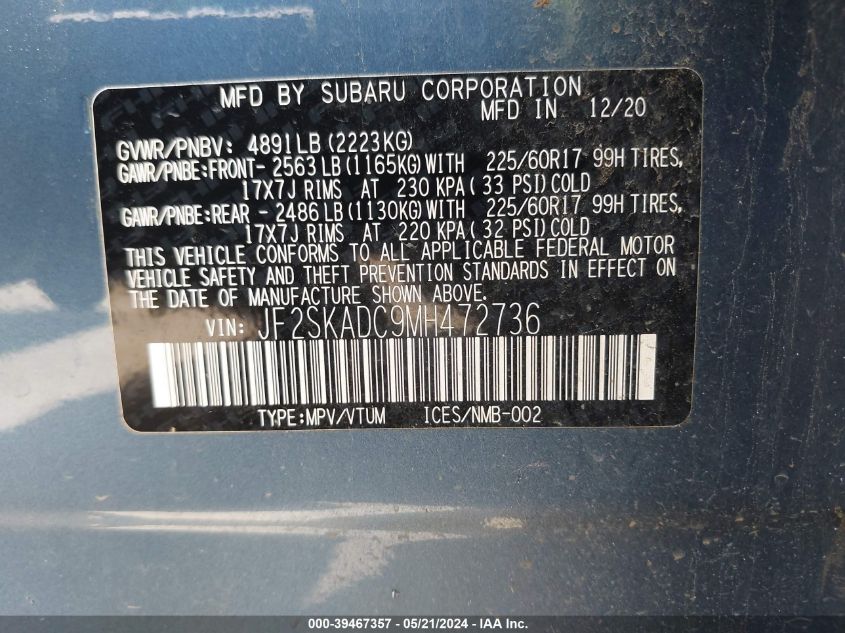 MFD BY SUBARU CORPORATION
MFD IN 12/20
GVWR/PNBV: 4891LB (2223KG)
GAWR/PNBE:FRONT- 2563 LB (1165KG) WITH 225/60R17 99H TIRES,
17X7J RIMS AT 230 KPA ( 33 PSI) COLD
GAWR/PNBE:REAR - 2486 LB (1130KG) WITH 225/60R17 99H TIRES,
17X7J RIMS AT 220 KPA ( 32 PSI) COLD
THIS VEHICLE CONFORMS TO ALL APPLICABLE FEDERAL MOTOR
VEHICLE SAFETY AND THEFT PREVENTION STANDARDS IN EFFECT ON
THE DATE OF MANUFACTURE SHOWN ABOVE.
VIN: JF2SKADC9MH472736
TYPE:MPV/VTUM ICES/NMB-002
000-39467357 - 05/21/2024 - IAA Inc.